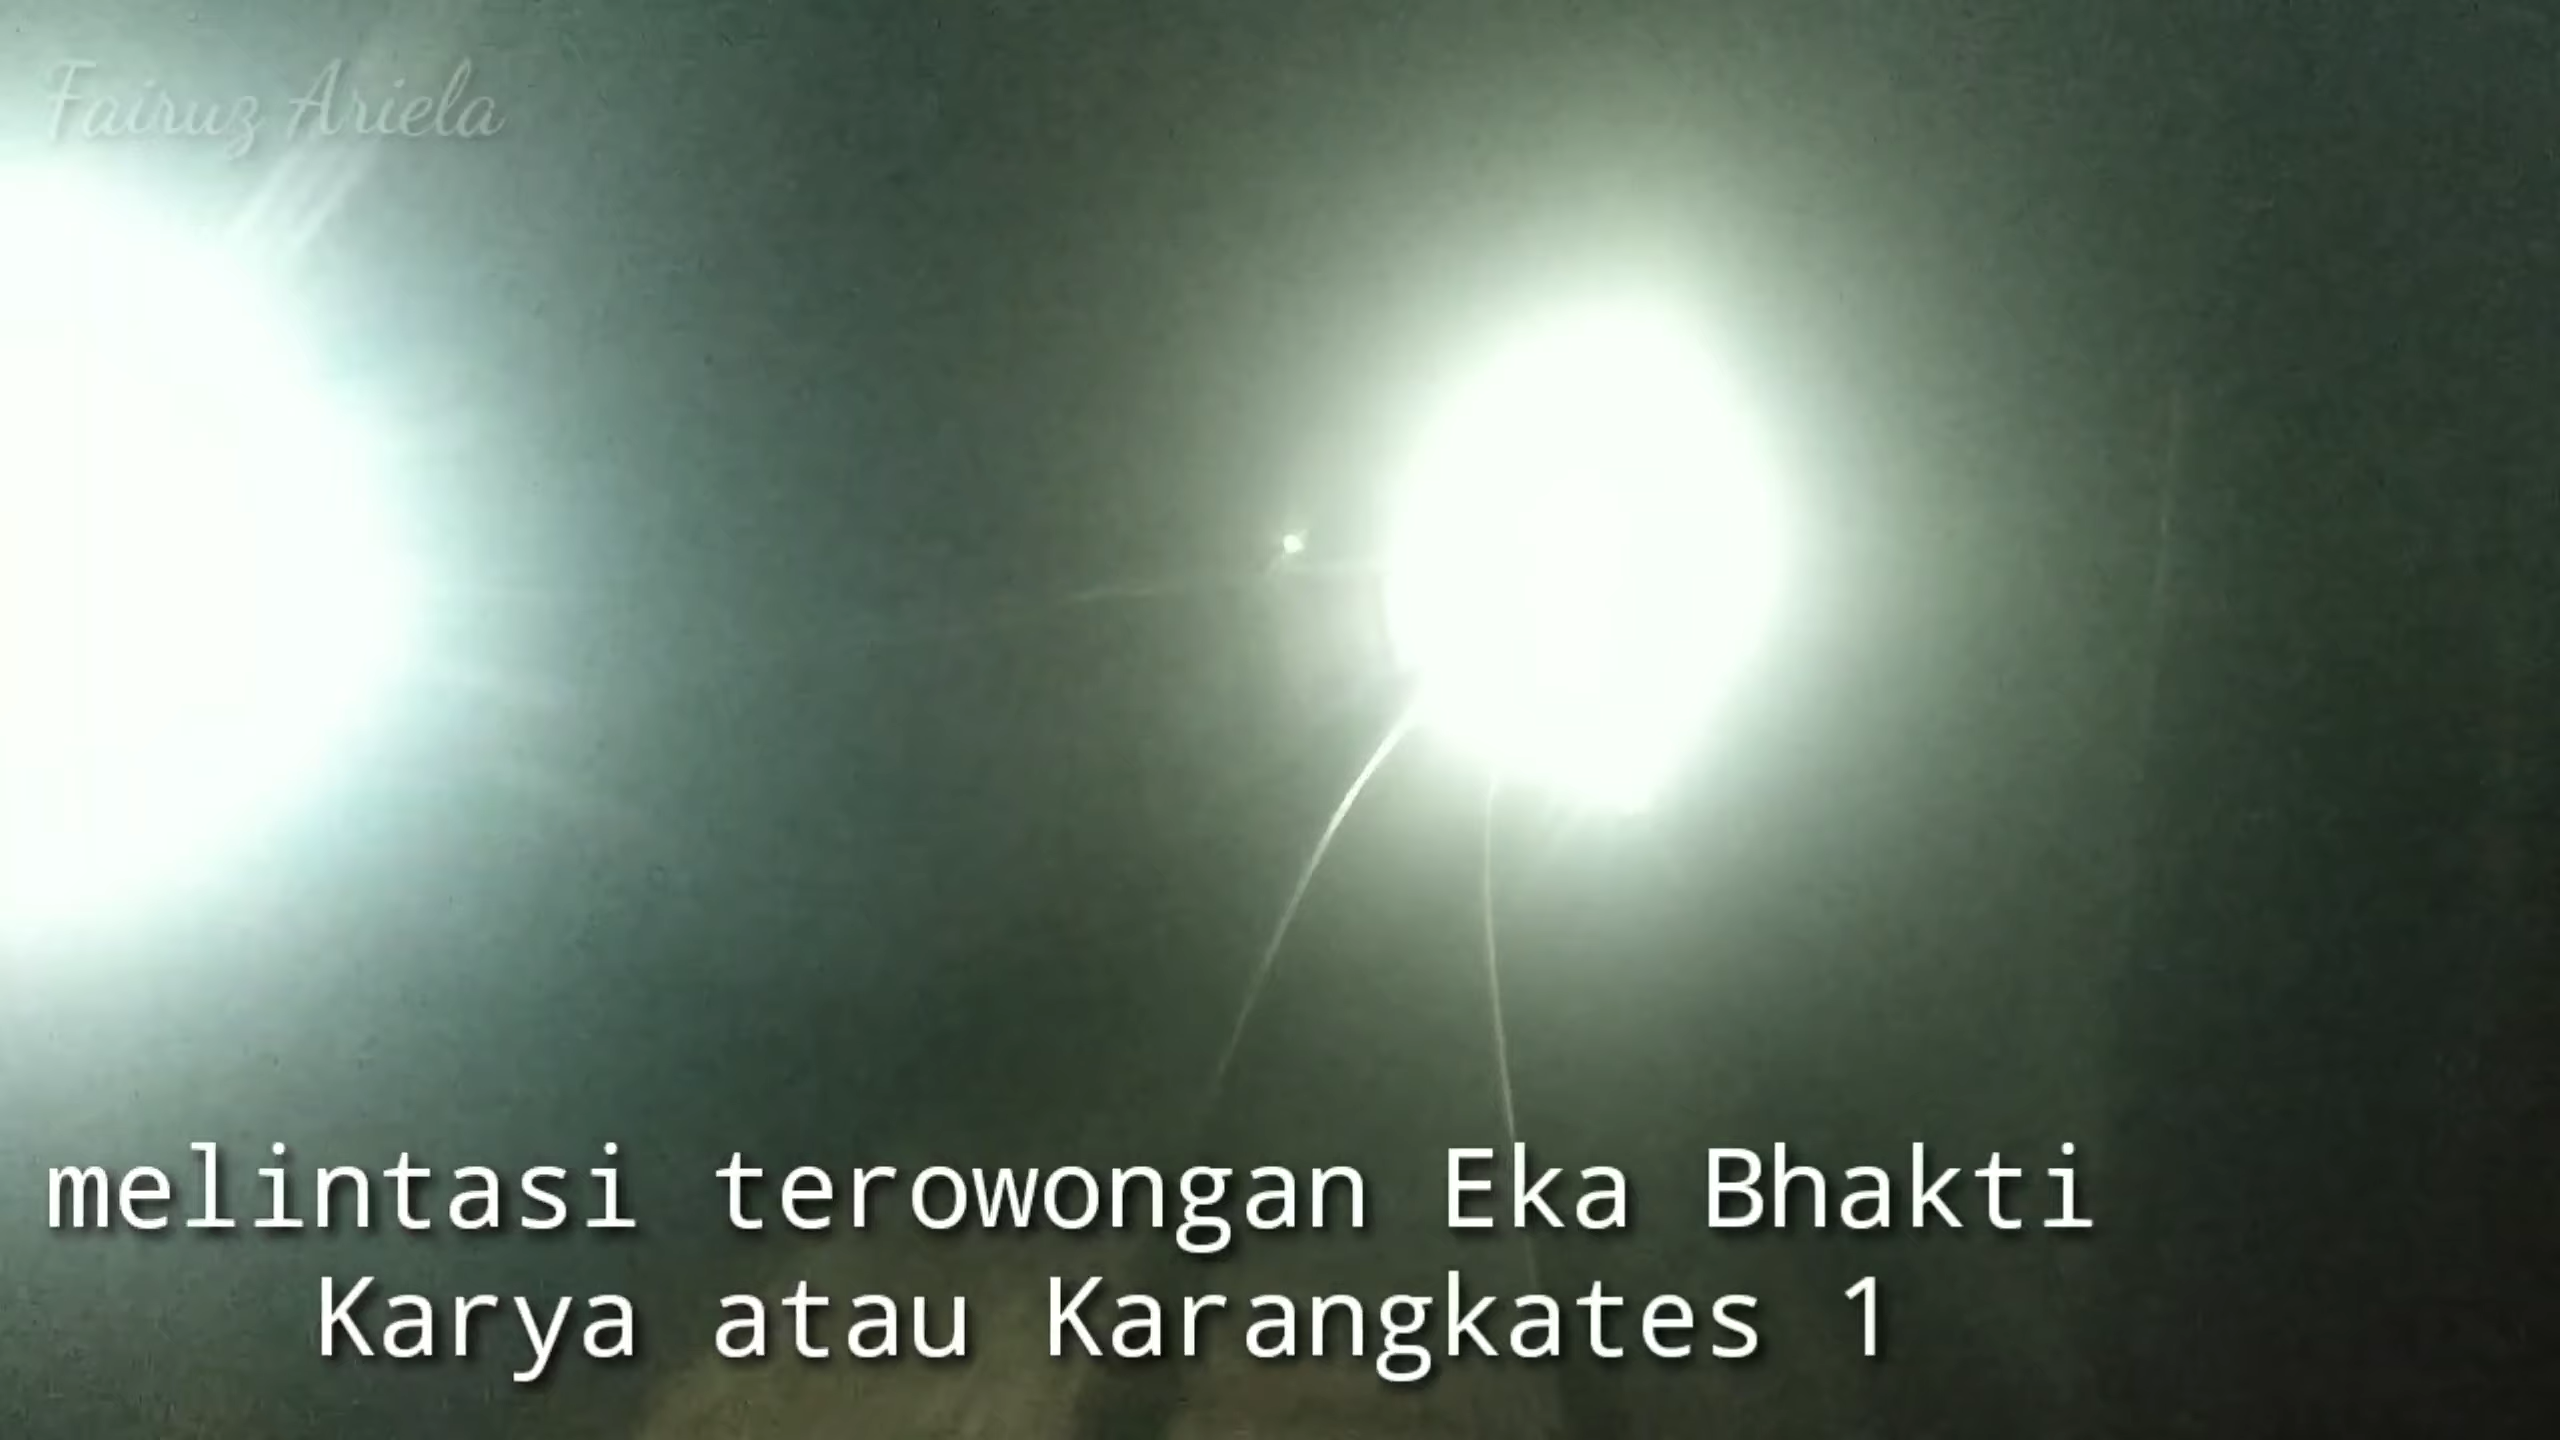 Fairuz Ariela
melintasi terowongan Eka Bhakti
Karya atau Karangkates 1